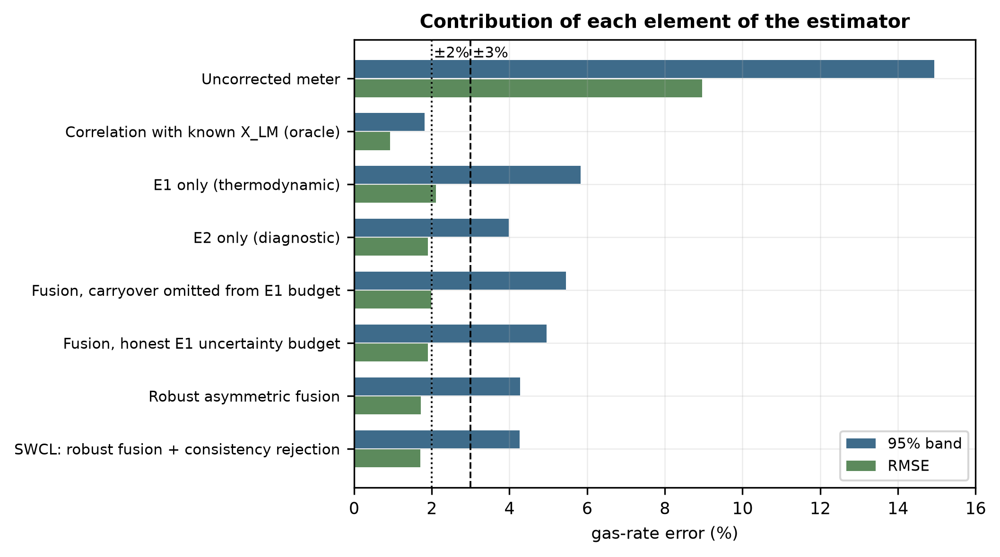 Contribution of each element of the estimator
±2% ±3%
Uncorrected meter
Correlation with known X_LM (oracle)
E1 only (thermodynamic)
E2 only (diagnostic)
Fusion, carryover omitted from E1 budget
Fusion, honest E1 uncertainty budget
Robust asymmetric fusion
SWCL: robust fusion + consistency rejection
95% band
RMSE
0 2 4 6 8 10 12 14 16
gas-rate error (%)